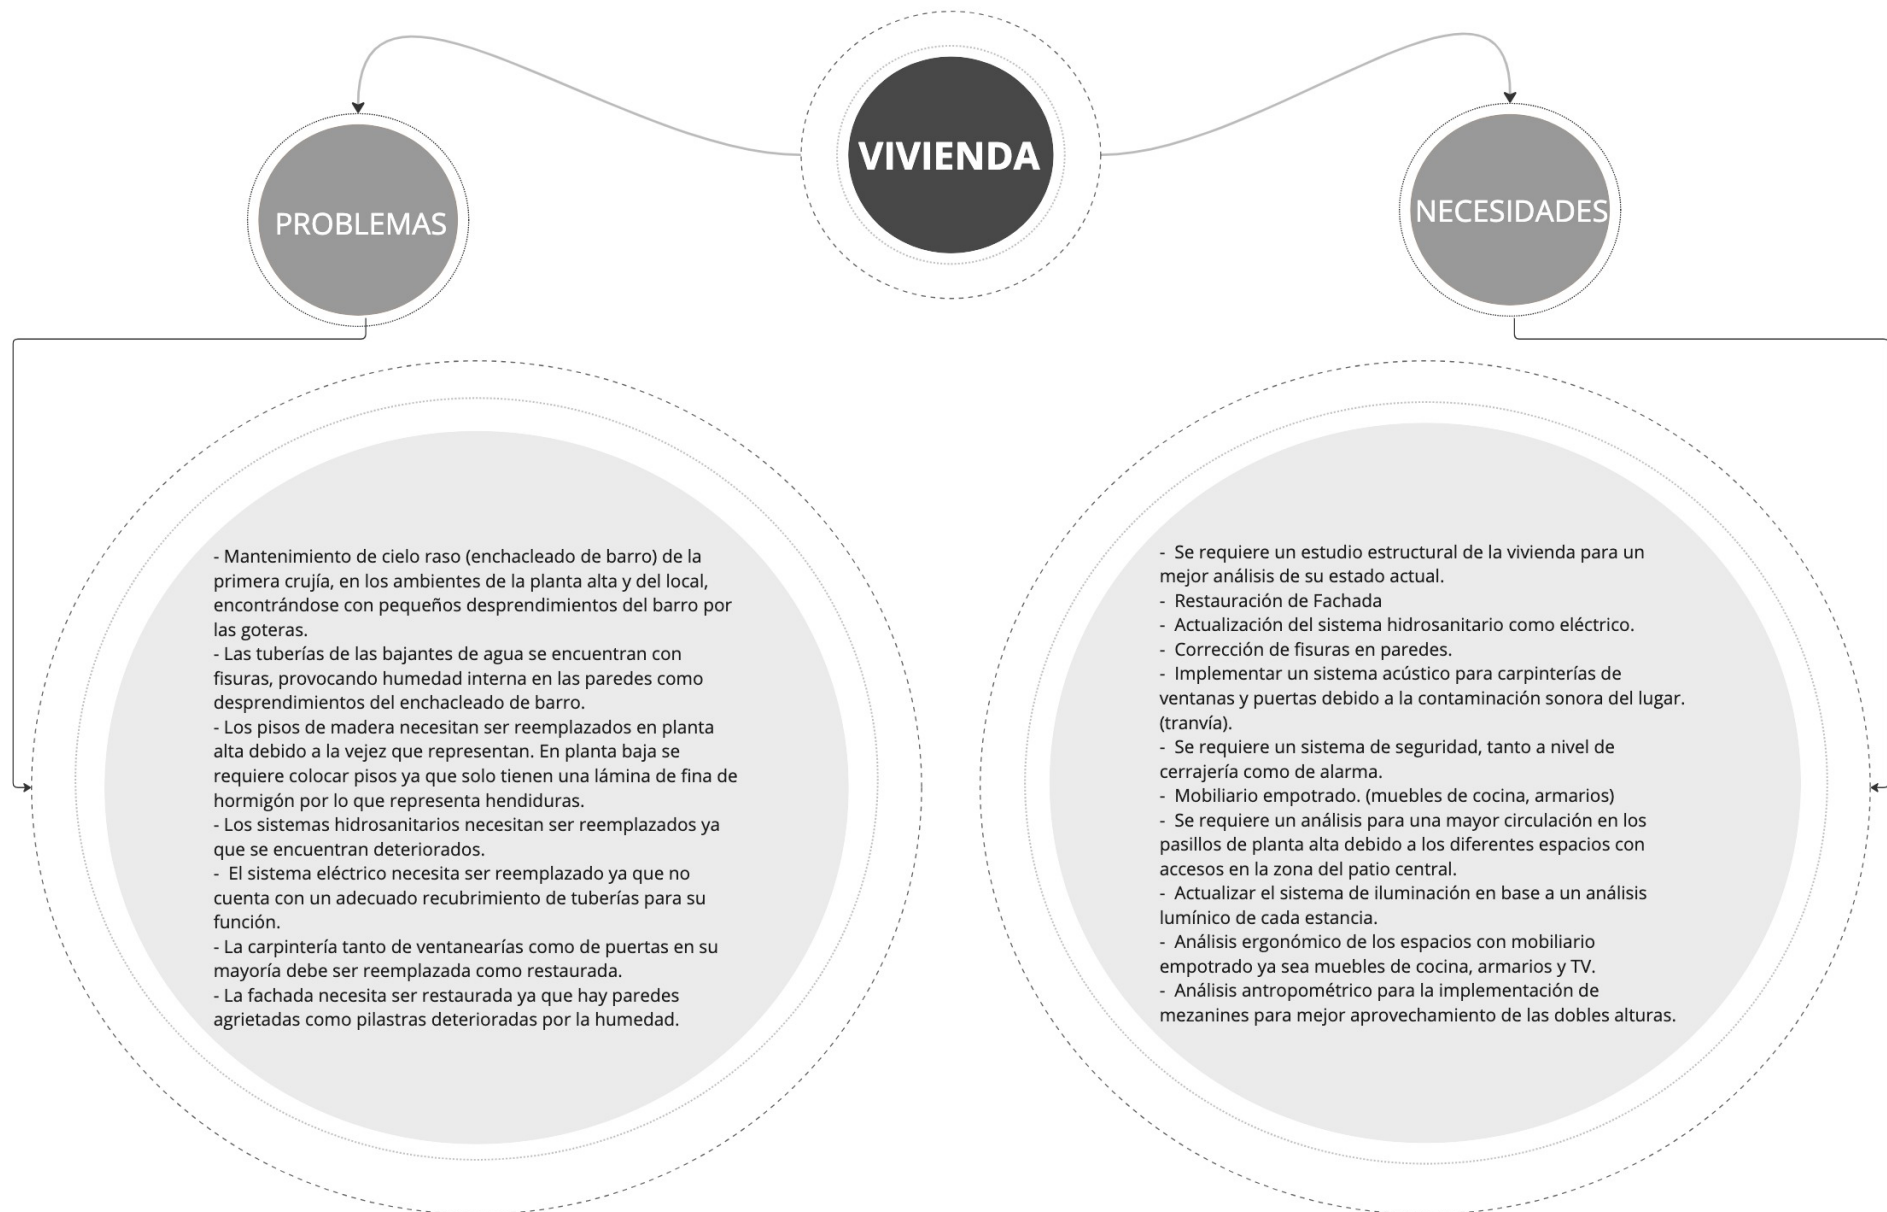 VIVIENDA
PROBLEMAS
NECESIDADES
- Mantenimiento de cielo raso (enchacleado de barro) de la
primera crujía, en los ambientes de la planta alta y del local,
encontrándose con pequeños desprendimientos del barro por
las goteras.
- Las tuberías de las bajantes de agua se encuentran con
fisuras, provocando humedad interna en las paredes como
desprendimientos del enchacleado de barro.
- Los pisos de madera necesitan ser reemplazados en planta
alta debido a la vejez que representan. En planta baja se
requiere colocar pisos ya que solo tienen una lámina de fina de
hormigón por lo que representa hendiduras.
- Los sistemas hidrosanitarios necesitan ser reemplazados ya
que se encuentran deteriorados.
- El sistema eléctrico necesita ser reemplazado ya que no
cuenta con un adecuado recubrimiento de tuberías para su
función.
- La carpintería tanto de ventanearías como de puertas en su
mayoría debe ser reemplazada como restaurada.
- La fachada necesita ser restaurada ya que hay paredes
agrietadas como pilastras deterioradas por la humedad.
- Se requiere un estudio estructural de la vivienda para un
mejor análisis de su estado actual.
- Restauración de Fachada
- Actualización del sistema hidrosanitario como eléctrico.
- Corrección de fisuras en paredes.
- Implementar un sistema acústico para carpinterías de
ventanas y puertas debido a la contaminación sonora del lugar.
(tranvía).
- Se requiere un sistema de seguridad, tanto a nivel de
cerrajería como de alarma.
- Mobiliario empotrado. (muebles de cocina, armarios)
- Se requiere un análisis para una mayor circulación en los
pasillos de planta alta debido a los diferentes espacios con
accesos en la zona del patio central.
- Actualizar el sistema de iluminación en base a un análisis
lumínico de cada estancia.
- Análisis ergonómico de los espacios con mobiliario
empotrado ya sea muebles de cocina, armarios y TV.
- Análisis antropométrico para la implementación de
mezanines para mejor aprovechamiento de las dobles alturas.